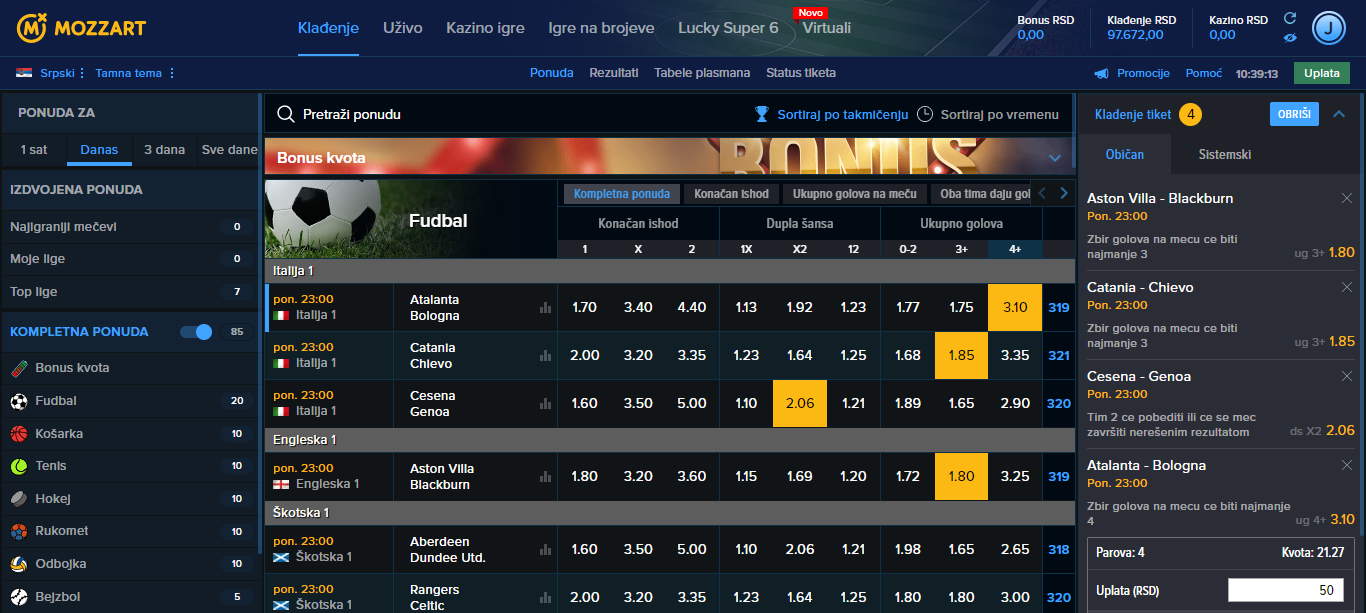 MOZZART
Klađenje
Uživo
Kazino igre
Igre na brojeve
Lucky Super 6
Novo
Virtuali
Bonus RSD
0,00
Klađenje RSD
97.672,00
Kazino RSD
0,00
J
Srpski
Tamna tema
Ponuda
Rezultati
Tabele plasmana
Status tiketa
Promocije
Pomoć
10:39:13
Uplata
PONUDA ZA
1 sat
Danas
3 dana
Sve dane
IZDVOJENA PONUDA
Najigraniji mečevi 0
Moje lige 0
Top lige 7
KOMPLETNA PONUDA 85
Bonus kvota
Fudbal 20
Košarka 10
Tenis 10
Hokej 10
Rukomet 10
Odbojka 10
Bejzbol 5
Pretraži ponudu
Sortiraj po takmičenju
Sortiraj po vremenu
Bonus kvota
BONUS
Fudbal
Kompletna ponuda
Konačan ishod
Ukupno golova na meču
Oba tima daju gol
Konačan ishod
Dupla šansa
Ukupno golova
1 X 2 1X X2 12 0-2 3+ 4+
Italija 1
pon. 23:00
Italija 1
Atalanta
Bologna
1.70 3.40 4.40 1.13 1.92 1.23 1.77 1.75 3.10 319
pon. 23:00
Italija 1
Catania
Chievo
2.00 3.20 3.35 1.23 1.64 1.25 1.68 1.85 3.35 321
pon. 23:00
Italija 1
Cesena
Genoa
1.60 3.50 5.00 1.10 2.06 1.21 1.89 1.65 2.90 320
Engleska 1
pon. 23:00
Engleska 1
Aston Villa
Blackburn
1.80 3.20 3.60 1.15 1.69 1.20 1.72 1.80 3.25 319
Škotska 1
pon. 23:00
Škotska 1
Aberdeen
Dundee Utd.
1.60 3.50 5.00 1.10 2.06 1.21 1.98 1.65 2.65 318
pon. 23:00
Škotska 1
Rangers
Celtic
2.00 3.20 3.35 1.23 1.64 1.25 1.80 1.80 3.00 320
Klađenje tiket 4
OBRIŠI
Običan
Sistemski
Aston Villa - Blackburn
Pon. 23:00
Zbir golova na mecu ce biti
najmanje 3
ug 3+ 1.80
Catania - Chievo
Pon. 23:00
Zbir golova na mecu ce biti
najmanje 3
ug 3+ 1.85
Cesena - Genoa
Pon. 23:00
Tim 2 ce pobediti ili ce se mec
završiti nerešenim rezultatom
ds X2 2.06
Atalanta - Bologna
Pon. 23:00
Zbir golova na mecu ce biti najmanje
4
ug 4+ 3.10
Parova: 4
Kvota: 21.27
Uplata (RSD)
50